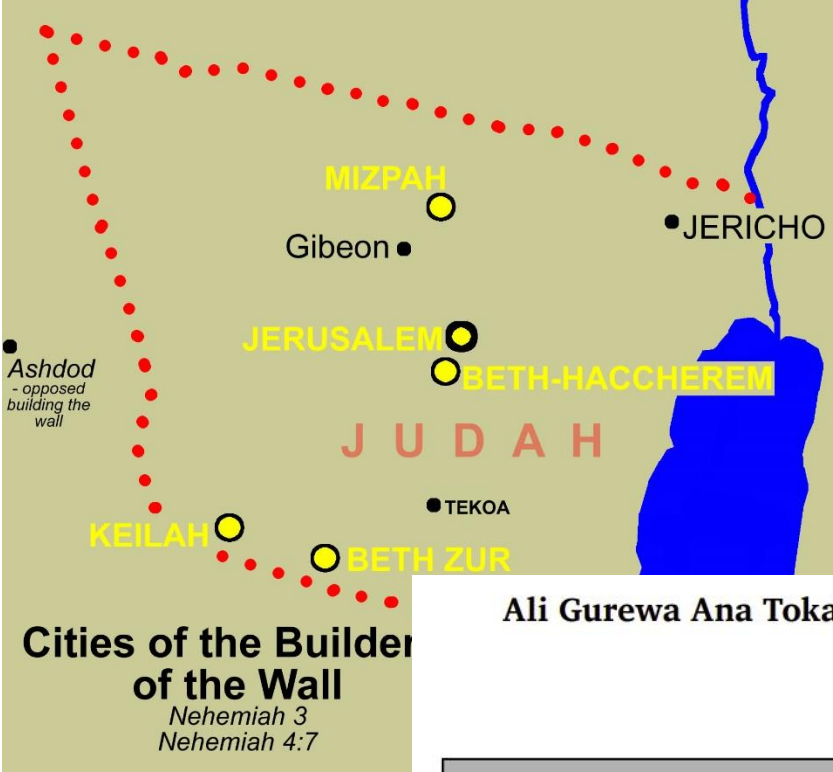 MIZPAH
Gibeon
JERICHO
JERUSALEM
Ashdod
- opposed
building the
wall
BETH-HACCHEREM
JUDAH
TEKOA
KEILAH
BETH ZUR
Cities of the Builder
of the Wall
Nehemiah 3
Nehemiah 4:7
Ali Gurewa Ana Toka